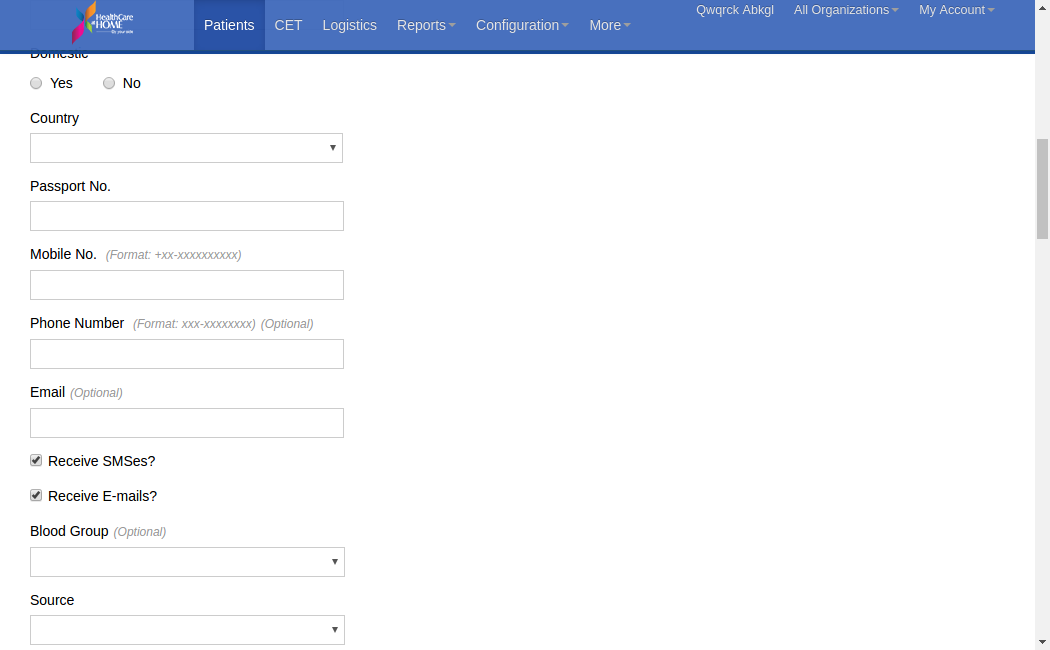 HealthCare
at HOME
By your side
Patients
CET
Logistics
Reports
Configuration
More
Qwqrck Abkgl
All Organizations
My Account
Domestic
Yes No
Country
Passport No.
Mobile No. (Format: +xx-xxxxxxxxxx)
Phone Number (Format: xxx-xxxxxxxx) (Optional)
Email (Optional)
Receive SMSes?
Receive E-mails?
Blood Group (Optional)
Source